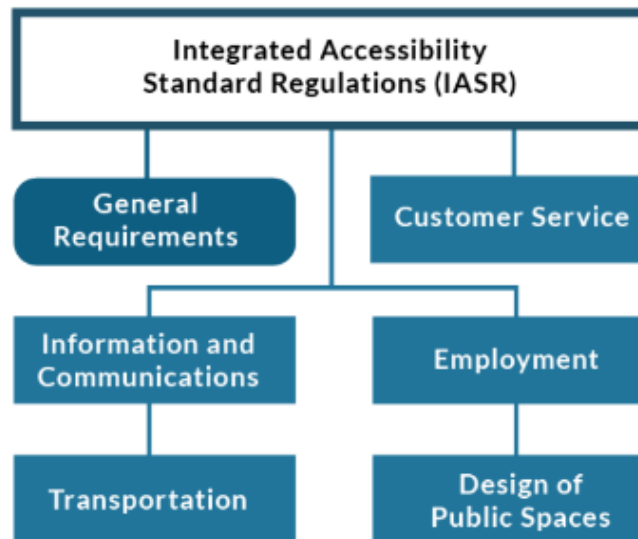 Integrated Accessibility
Standard Regulations (IASR)
General
Requirements
Customer Service
Information and
Communications
Employment
Transportation
Design of
Public Spaces